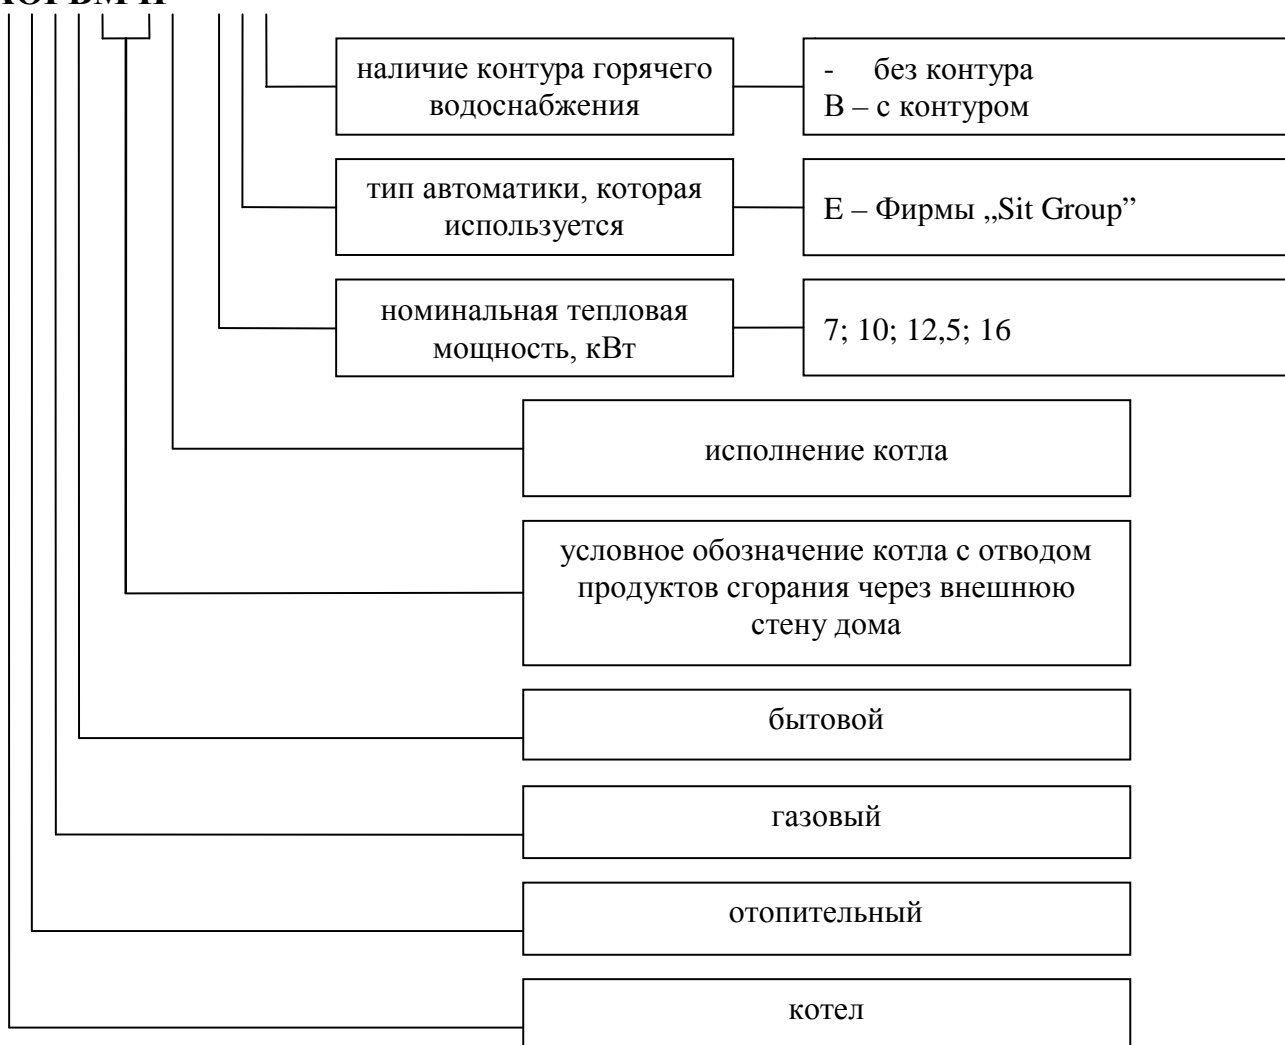 наличие контура горячего
водоснабжения
- без контура
В – с контуром
тип автоматики, которая
используется
Е – Фирмы „Sit Group”
номинальная тепловая
мощность, кВт
7; 10; 12,5; 16
исполнение котла
условное обозначение котла с отводом
продуктов сгорания через внешнюю
стену дома
бытовой
газовый
отопительный
котел